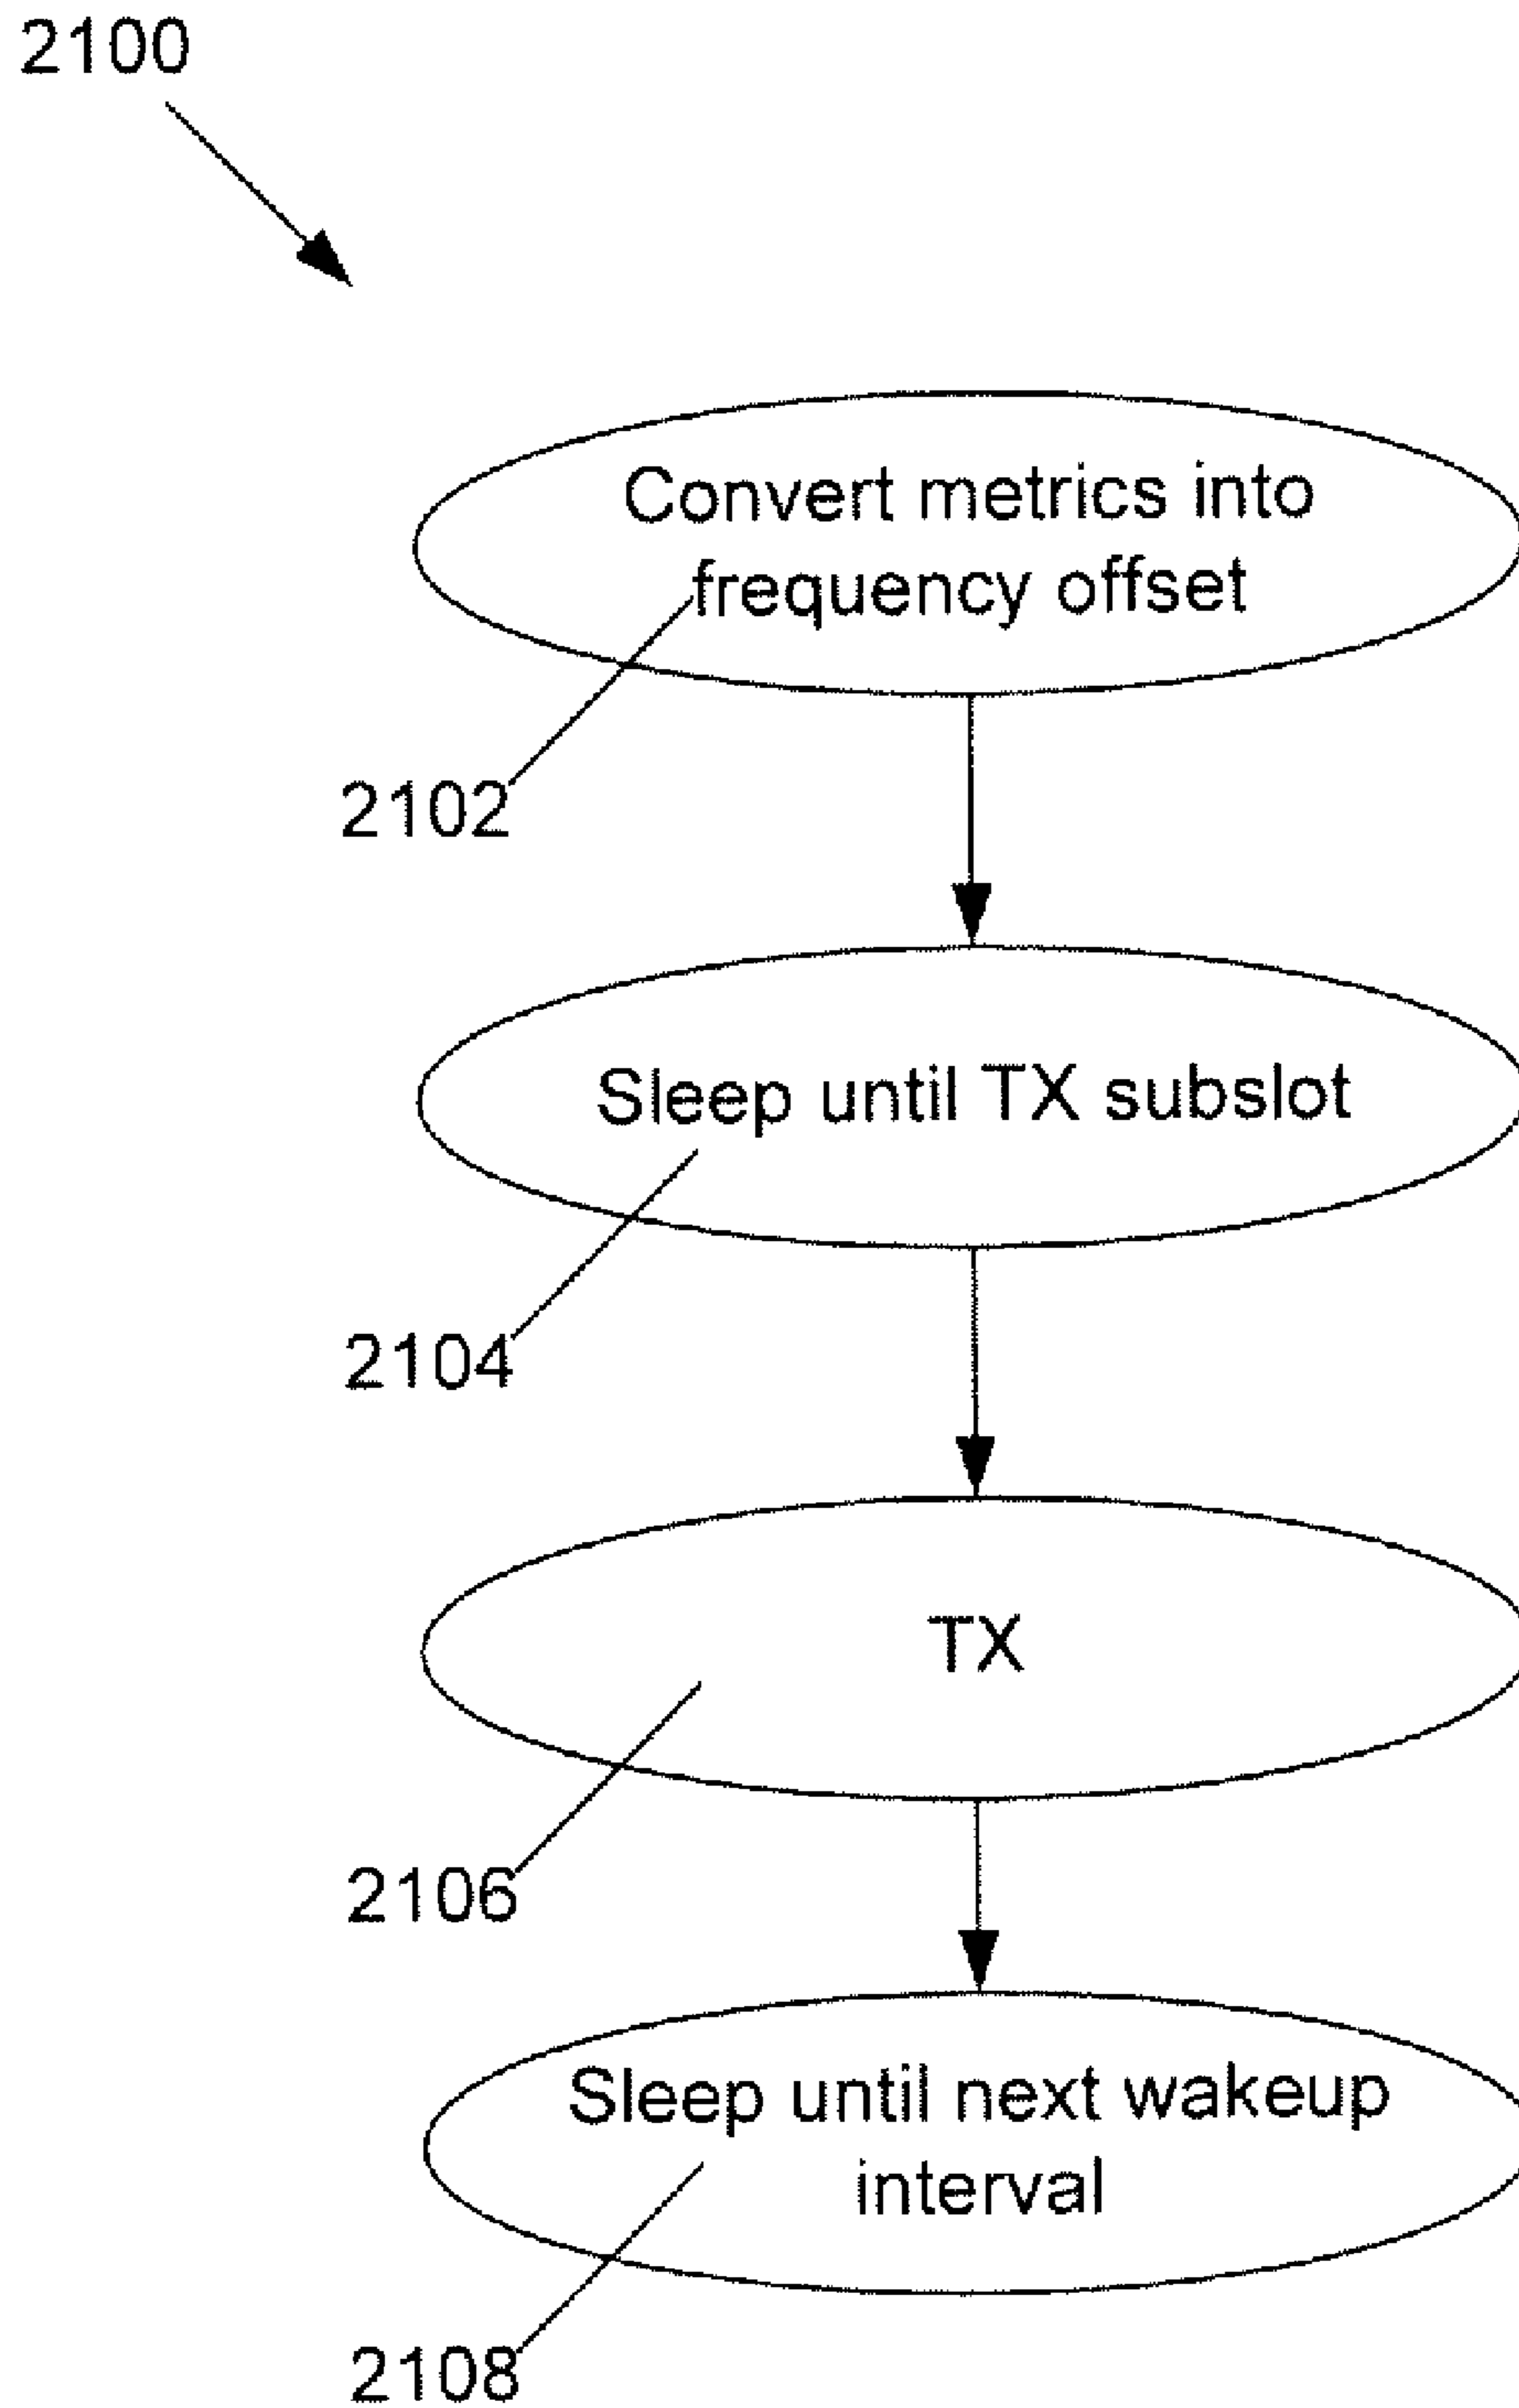 2100
Convert metrics into
frequency offset
2102
Sleep until TX subslot
2104
TX
2106
Sleep until next wakeup
interval
2108